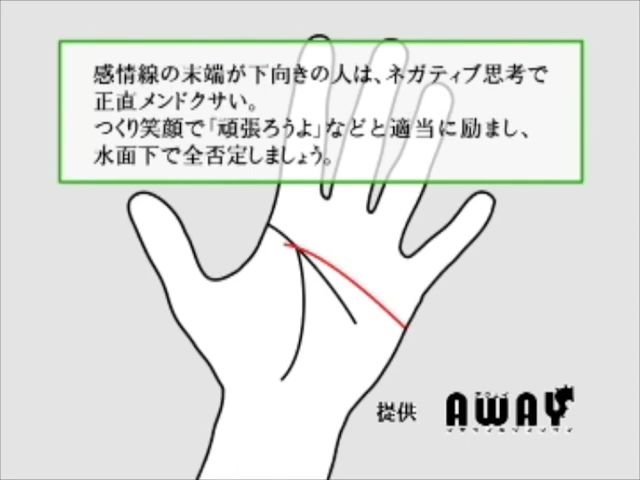 感情線の末端が下向きの人は、ネガティブ思考で
正直メンドクサい。
つくり笑顔で「頑張ろうよ」などと適当に励まし、
水面下で全否定しましょう。
提供
AWAY